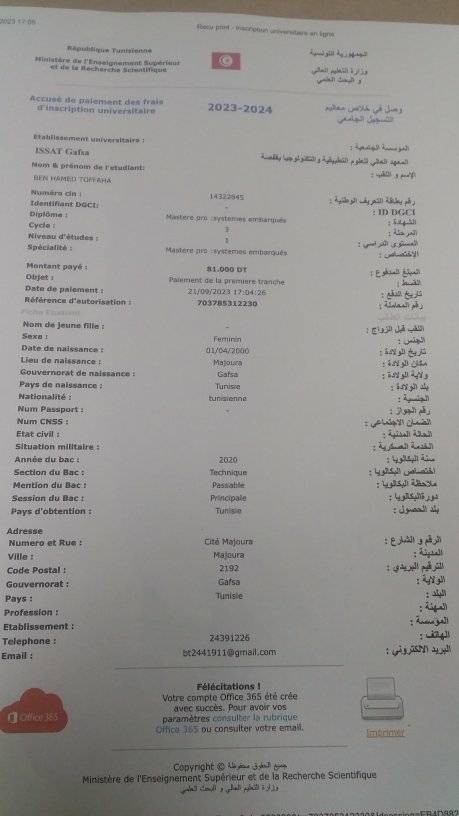 2023 17:05
Recu print - Inscription universitaire en ligne
République Tunisienne
Ministère de l'Enseignement Supérieur
et de la Recherche Scientifique
الجمهورية التونسية
وزارة التعليم العالي
و البحث العلمي
Accusé de paiement des frais
d'inscription universitaire
2023-2024
وصل في خلاص معاليم
التسجيل الجامعي
Etablissement universitaire :
المؤسسة الجامعية :
ISSAT Gafsa
المعهد العالي للعلوم التطبيقية والتكنولوجيا بقفصة
Nom & prénom de l'etudiant:
الإسم و اللقب :
BEN HAMED TOFFAHA
Numéro cin : 14322845 رقم بطاقة التعريف الوطنية :
Identifiant DGCI: - ID DGCI :
Diplôme : Mastere pro :systemes embarqués الشهادة :
Cycle : 3 المرحلة :
Niveau d'études : 1 المستوى الدراسي :
Spécialité : Mastere pro :systemes embarqués الإختصاص :
Montant payé : 81.000 DT المبلغ المدفوع :
Objet : Paiement de la premiere tranche القسط :
Date de paiement : 21/09/2023 17:04:26 تاريخ الدفع :
Référence d'autorisation : 703785312230 رقم المعاملة :
Fiche Etudiant بيانات الطالب
Nom de jeune fille : - اللقب قبل الزواج :
Sexe : Feminin الجنس :
Date de naissance : 01/04/2000 تاريخ الولادة :
Lieu de naissance : Majoura مكان الولادة :
Gouvernorat de naissance : Gafsa ولاية الولادة :
Pays de naissance : Tunisie بلد الولادة :
Nationalité : tunisienne الجنسية :
Num Passport : - رقم الجواز :
Num CNSS : الضمان الاجتماعي :
Etat civil : الحالة المدنية :
Situation militaire : الخدمة العسكرية :
Année du bac : 2020 سنة البكالوريا :
Section du Bac : Technique اختصاص البكالوريا :
Mention du Bac : Passable ملاحظة البكالوريا :
Session du Bac : Principale دورة البكالوريا :
Pays d'obtention : Tunisie بلد الحصول :
Adresse
Numero et Rue : Cité Majoura الرقم و الشارع :
Ville : Majoura المدينة :
Code Postal : 2192 الترقيم البريدي :
Gouvernorat : Gafsa الولاية :
Pays : Tunisie البلد :
Profession : المهنة :
Etablissement : المؤسسة :
Telephone : 24391226 الهاتف :
Email : bt2441911@gmail.com البريد الالكتروني :
Office 365
Félécitations !
Votre compte Office 365 été crée
avec succès. Pour avoir vos
paramètres consulter la rubrique
Office 365 ou consulter votre email.
Imprimer
Copyright © جميع الحقوق محفوظة
Ministère de l'Enseignement Supérieur et de la Recherche Scientifique
وزارة التعليم العالي و البحث العلمي